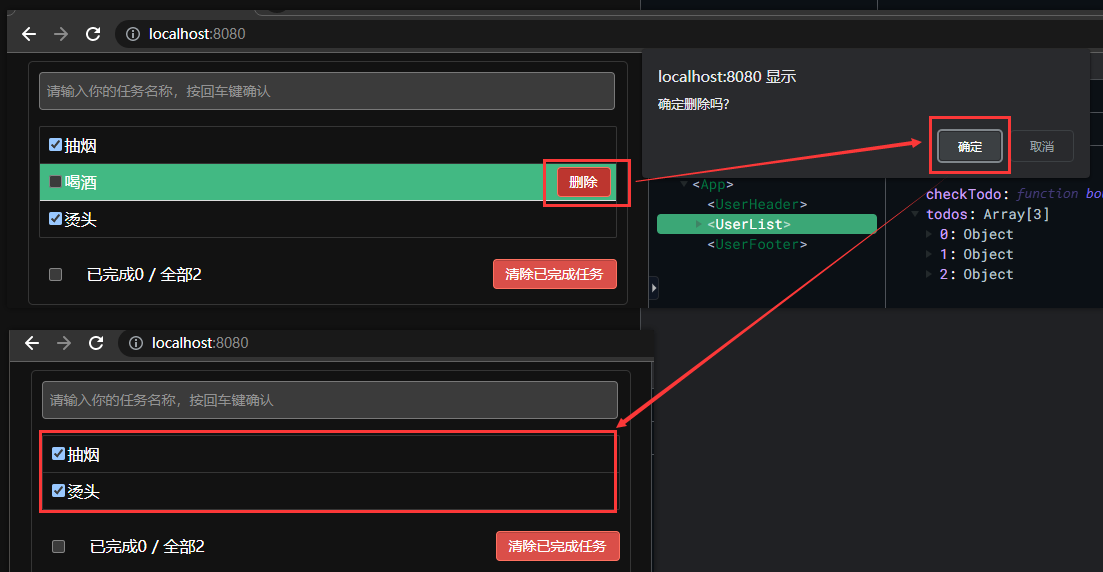 localhost:8080
请输入你的任务名称，按回车键确认
抽烟
喝酒
删除
烫头
已完成0 / 全部2
清除已完成任务
localhost:8080 显示
确定删除吗?
确定
取消
<App>
<UserHeader>
<UserList>
<UserFooter>
checkTodo: function bou
todos: Array[3]
0: Object
1: Object
2: Object
localhost:8080
请输入你的任务名称，按回车键确认
抽烟
烫头
已完成0 / 全部2
清除已完成任务